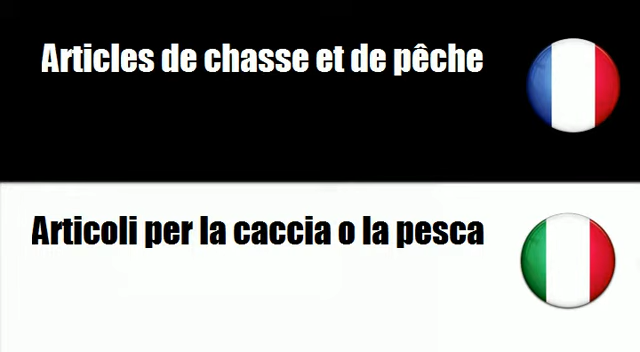 Articles de chasse et de pêche
Articoli per la caccia o la pesca